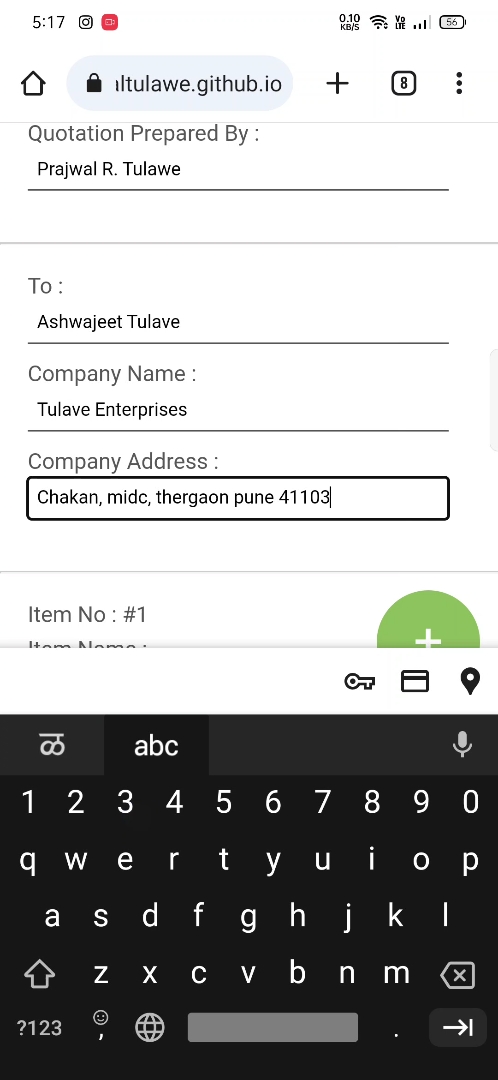 5:17 0.10 KB/S Vo LTE 56
ıltulawe.github.io 8
Quotation Prepared By :
Prajwal R. Tulawe
To :
Ashwajeet Tulave
Company Name :
Tulave Enterprises
Company Address :
Chakan, midc, thergaon pune 41103
Item No : #1
Item Name :
abc
1 2 3 4 5 6 7 8 9 0
q w e r t y u i o p
a s d f g h j k l
z x c v b n m
?123 , .